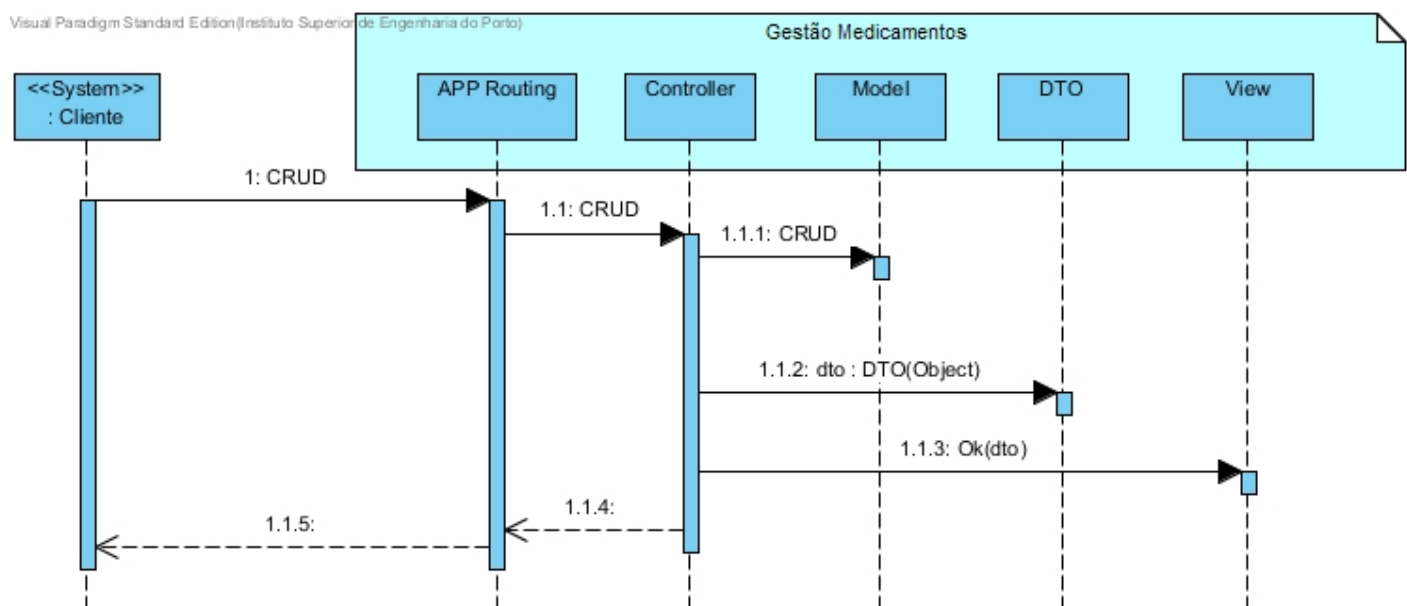 Visual Paradigm Standard Edition(Instituto Superior de Engenharia do Porto)
Gestão Medicamentos
<<System>>
: Cliente
APP Routing
Controller
Model
DTO
View
1: CRUD
1.1: CRUD
1.1.1: CRUD
1.1.2: dto : DTO(Object)
1.1.3: Ok(dto)
1.1.4:
1.1.5: